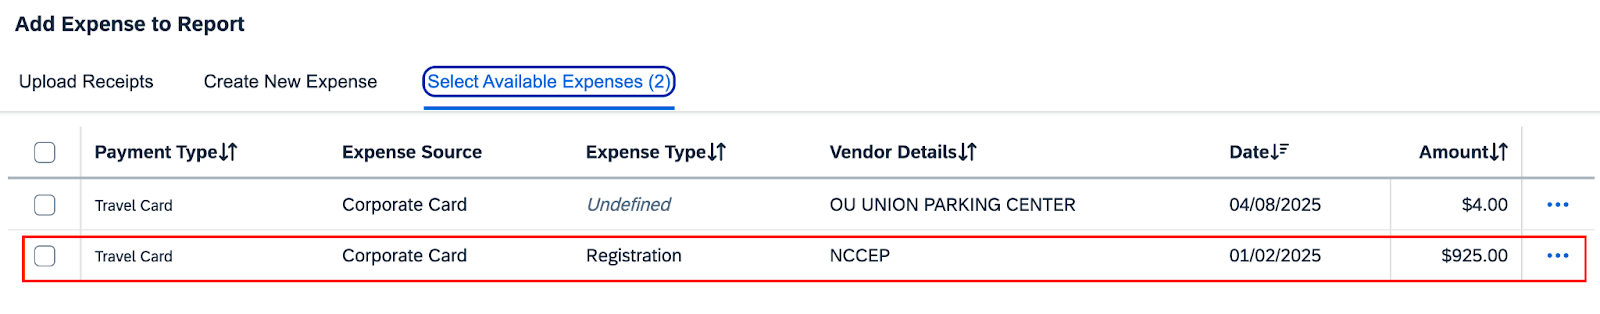 Add Expense to Report
Upload Receipts Create New Expense Select Available Expenses (2)
Payment Type Expense Source Expense Type Vendor Details Date Amount
Travel Card Corporate Card Undefined OU UNION PARKING CENTER 04/08/2025 $4.00
Travel Card Corporate Card Registration NCCEP 01/02/2025 $925.00